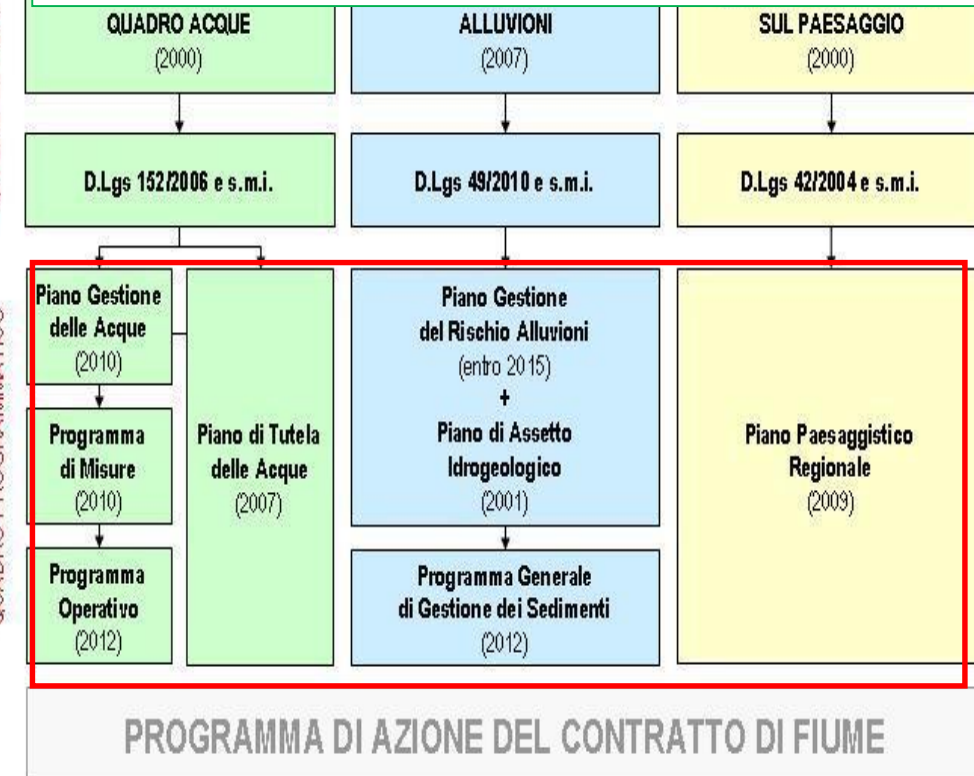 QUADRO ACQUE
(2000)
ALLUVIONI
(2007)
SUL PAESAGGIO
(2000)
D.Lgs 152/2006 e s.m.i.
D.Lgs 49/2010 e s.m.i.
D.Lgs 42/2004 e s.m.i.
Piano Gestione
delle Acque
(2010)
Programma
di Misure
(2010)
Programma
Operativo
(2012)
Piano di Tutela
delle Acque
(2007)
Piano Gestione
del Rischio Alluvioni
(entro 2015)
+
Piano di Assetto
Idrogeologico
(2001)
Programma Generale
di Gestione dei Sedimenti
(2012)
Piano Paesaggistico
Regionale
(2009)
PROGRAMMA DI AZIONE DEL CONTRATTO DI FIUME